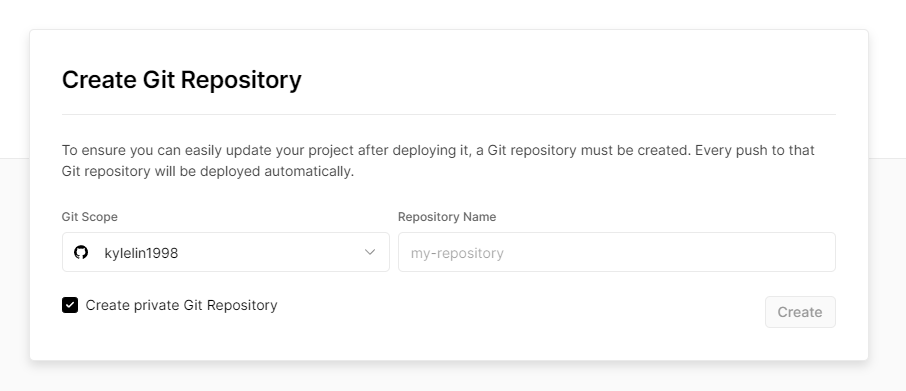 Create Git Repository
To ensure you can easily update your project after deploying it, a Git repository must be created. Every push to that
Git repository will be deployed automatically.
Git Scope
Repository Name
kylelin1998
my-repository
Create private Git Repository
Create